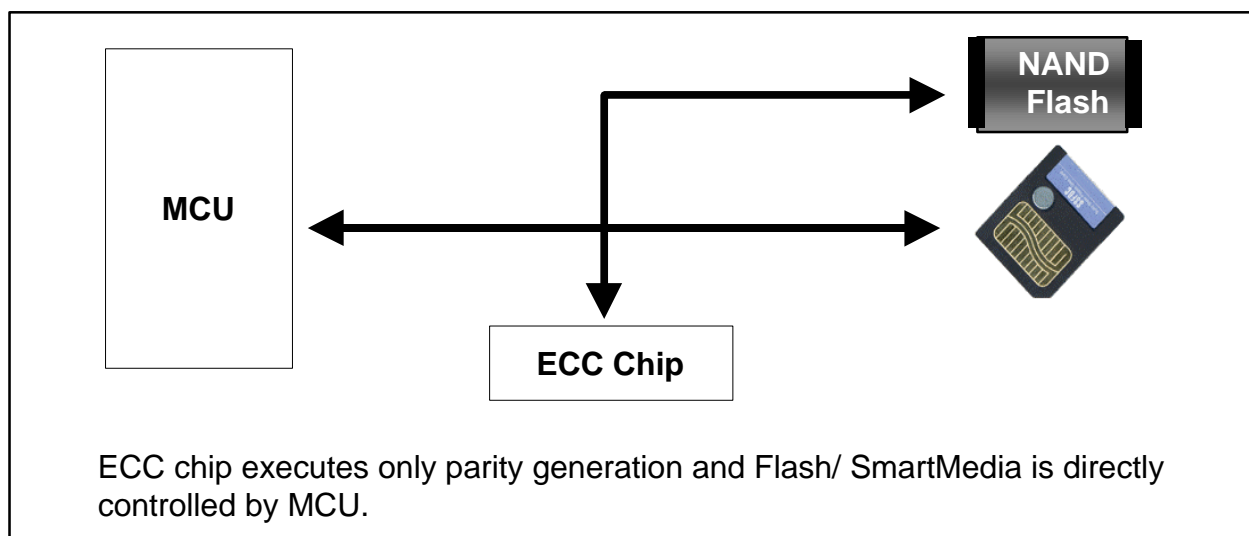 NAND
Flash
MCU
ECC Chip
ECC chip executes only parity generation and Flash/ SmartMedia is directly
controlled by MCU.